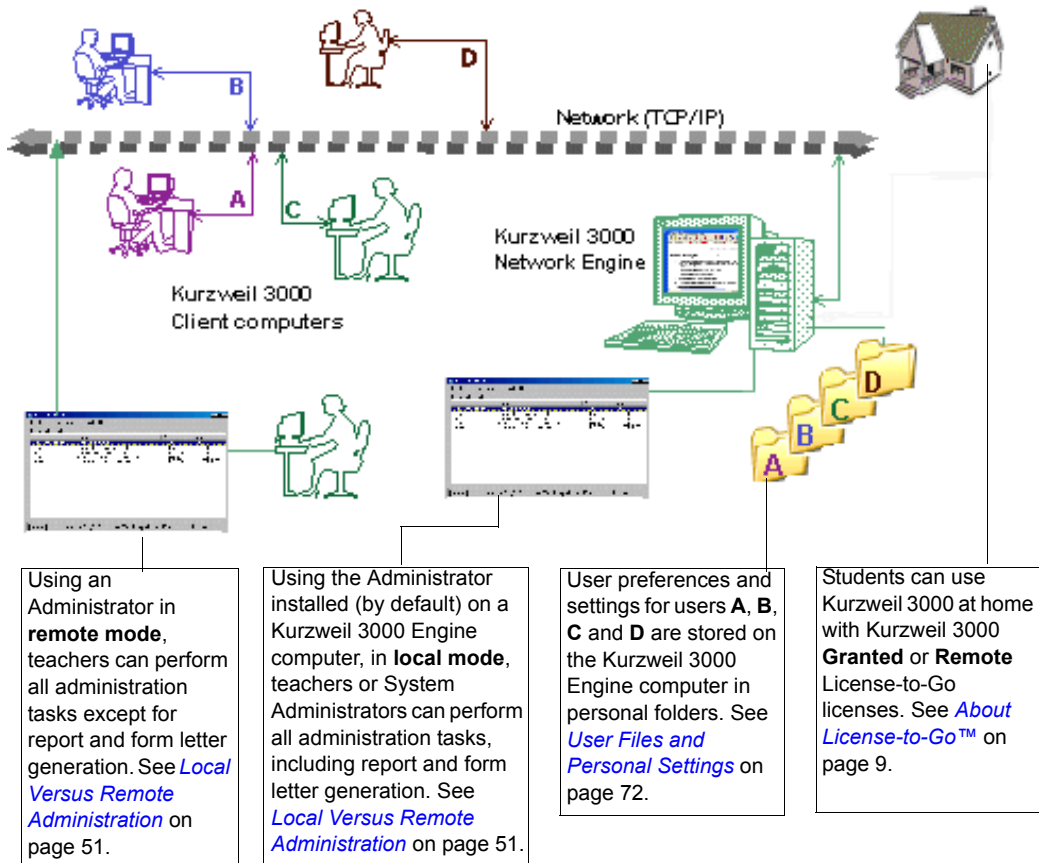 B
D
Network (TCP/IP)
A
C
Kurzweil 3000
Network Engine
Kurzweil 3000
Client computers
D
C
B
A
Using an
Administrator in
remote mode,
teachers can perform
all administration
tasks except for
report and form letter
generation. See Local
Versus Remote
Administration on
page 51.
Using the Administrator
installed (by default) on a
Kurzweil 3000 Engine
computer, in local mode,
teachers or System
Administrators can perform
all administration tasks,
including report and form
letter generation. See
Local Versus Remote
Administration on page 51.
User preferences and
settings for users A, B,
C and D are stored on
the Kurzweil 3000
Engine computer in
personal folders. See
User Files and
Personal Settings on
page 72.
Students can use
Kurzweil 3000 at home
with Kurzweil 3000
Granted or Remote
License-to-Go
licenses. See About
License-to-Go™ on
page 9.